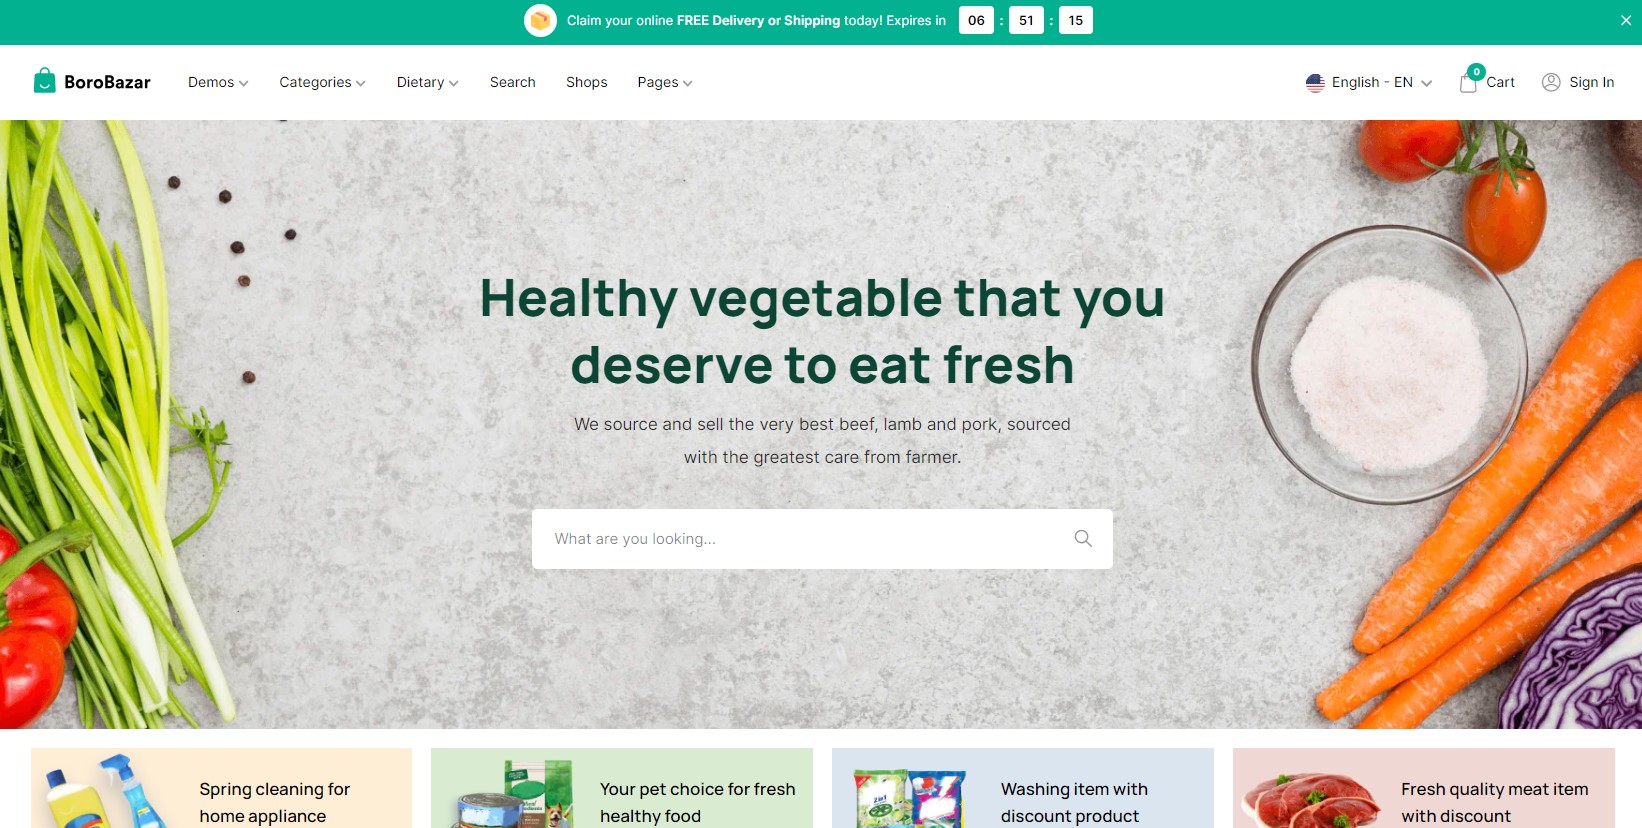 Claim your online FREE Delivery or Shipping today! Expires in 06 : 51 : 15
BoroBazar Demos Categories Dietary Search Shops Pages English - EN 0 Cart Sign In
Healthy vegetable that you
deserve to eat fresh
We source and sell the very best beef, lamb and pork, sourced
with the greatest care from farmer.
What are you looking...
Spring cleaning for
home appliance
Your pet choice for fresh
healthy food
Washing item with
discount product
Fresh quality meat item
with discount
2in1